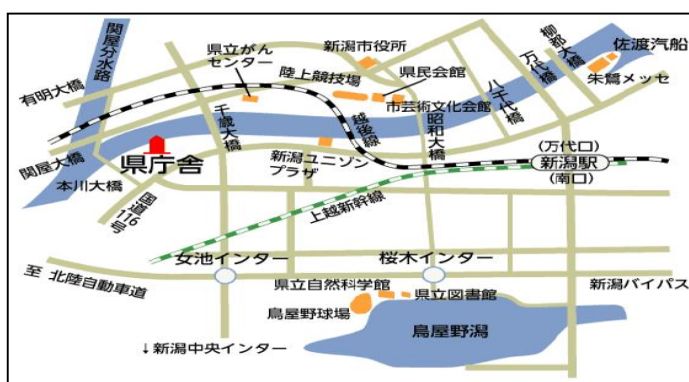 関屋分水路
有明大橋
関屋大橋
本川大橋
県庁舎
国道116号
県立がん
センター
千歳大橋
新潟市役所
陸上競技場
県民会館
市芸術文化会館
越後線
昭和大橋
八千代橋
万代橋
柳都大橋
佐渡汽船
朱鷺メッセ
新潟ユニゾン
プラザ
(万代口)
新潟駅
(南口)
上越新幹線
女池インター
桜木インター
至 北陸自動車道
新潟バイパス
県立自然科学館
県立図書館
鳥屋野球場
鳥屋野潟
↓新潟中央インター